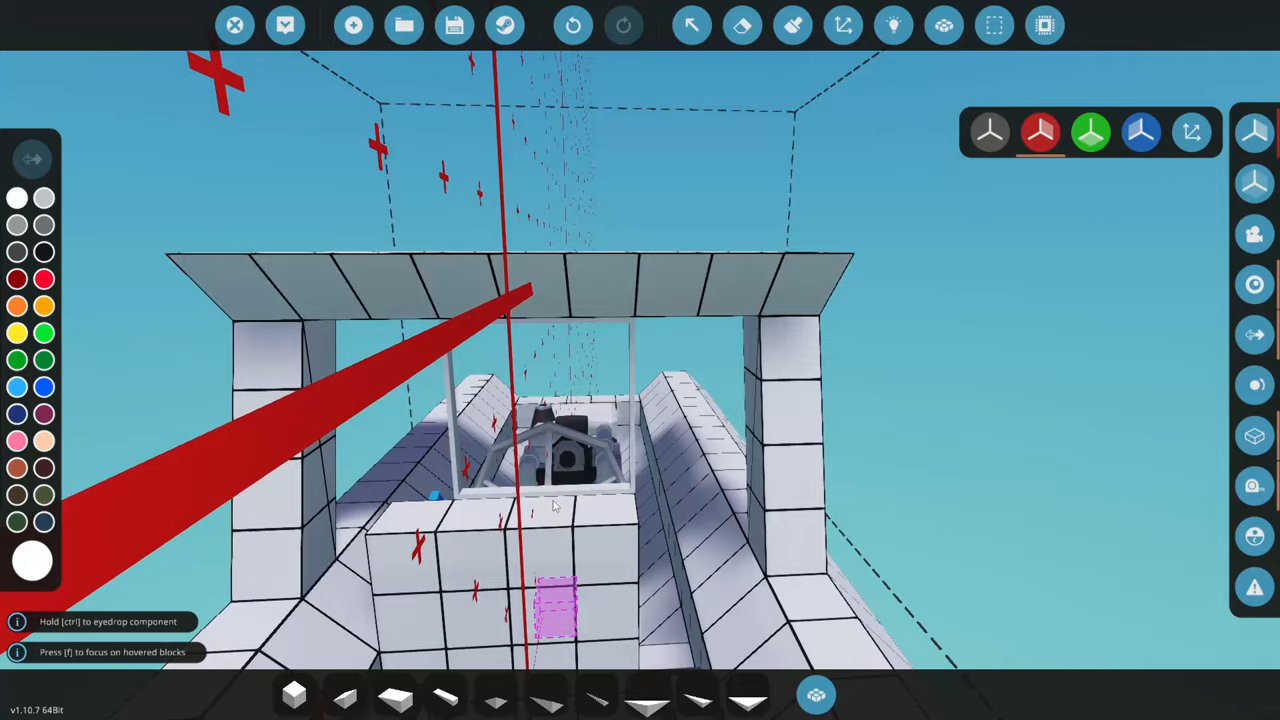 Hold [ctrl] to eyedrop component
Press [f] to focus on hovered blocks
v1.10.7 64Bit